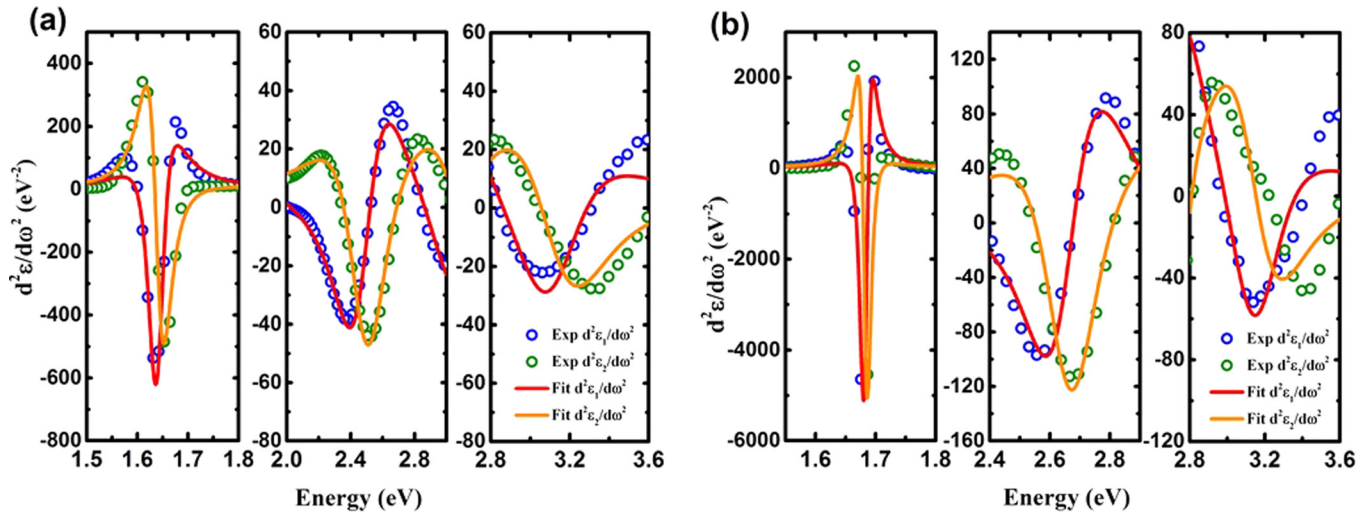 (a)
(b)
d²ε/dω² (eV⁻²)
400
200
0
-200
-400
-600
-800
1.5 1.6 1.7 1.8
60
40
20
0
-20
-40
-60
-80
2.0 2.4 2.8
60
40
20
0
-20
-40
-60
-80
2.8 3.2 3.6
Exp d²ε₁/dω²
Exp d²ε₂/dω²
Fit d²ε₁/dω²
Fit d²ε₂/dω²
Energy (eV)
d²ε/dω² (eV⁻²)
2000
0
-2000
-4000
-6000
1.6 1.7 1.8
120
80
40
0
-40
-80
-120
-160
2.4 2.6 2.8
80
40
0
-40
-80
-120
2.8 3.2 3.6
Exp d²ε₁/dω²
Exp d²ε₂/dω²
Fit d²ε₁/dω²
Fit d²ε₂/dω²
Energy (eV)